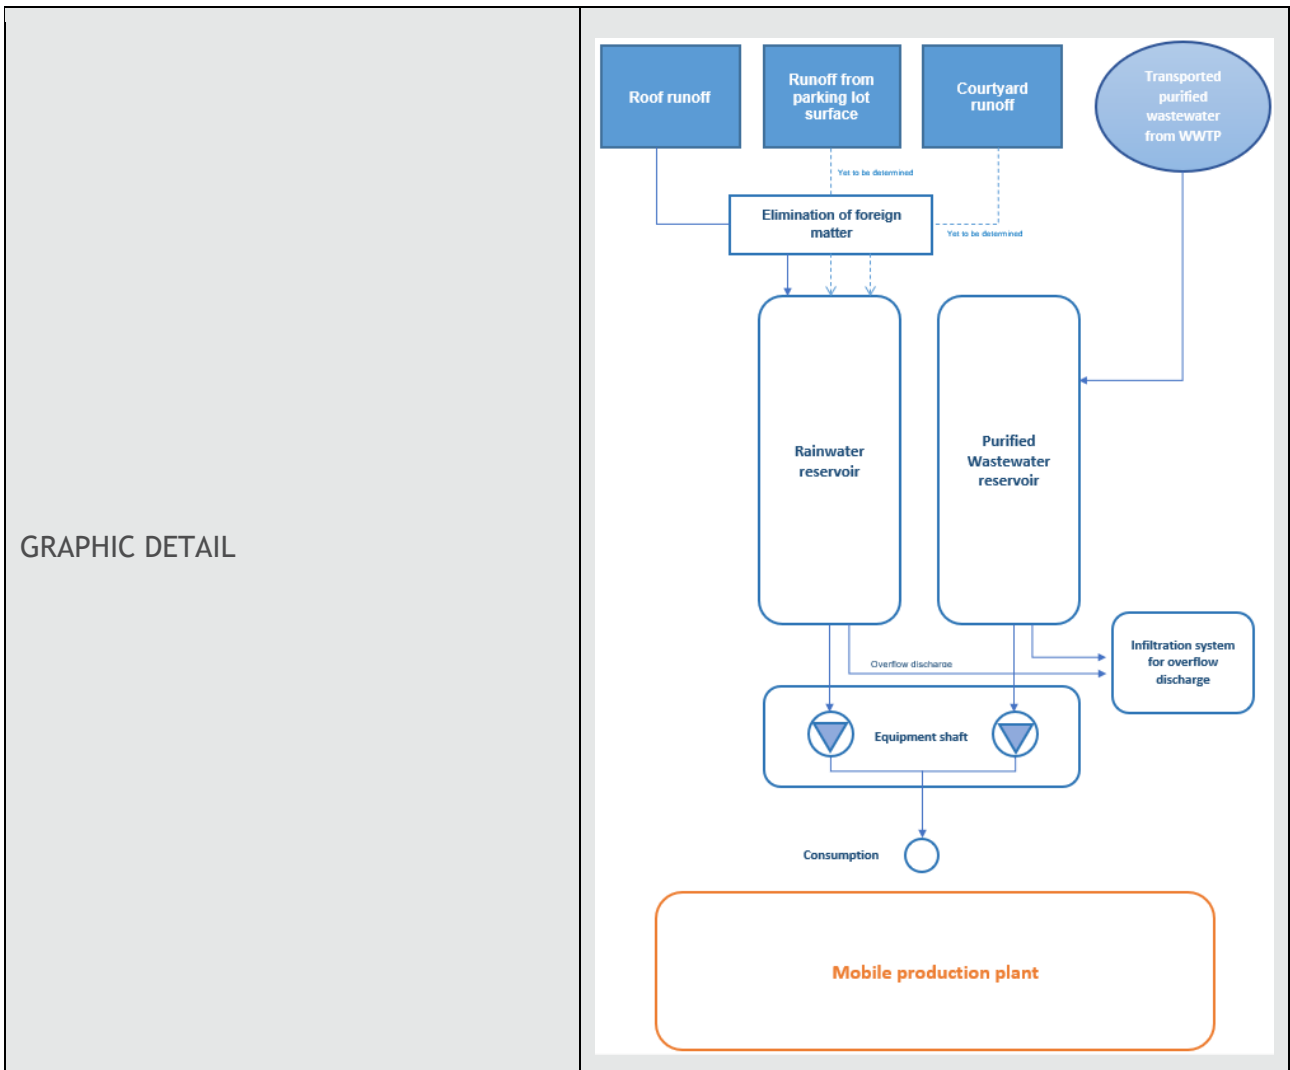 GRAPHIC DETAIL
Roof runoff
Runoff from
parking lot
surface
Courtyard
runoff
Transported
purified
wastewater
from WWTP
Yet to be determined
Elimination of foreign
matter
Yet to be determined
Rainwater
reservoir
Purified
Wastewater
reservoir
Overflow discharge
Infiltration system
for overflow
discharge
Equipment shaft
Consumption
Mobile production plant